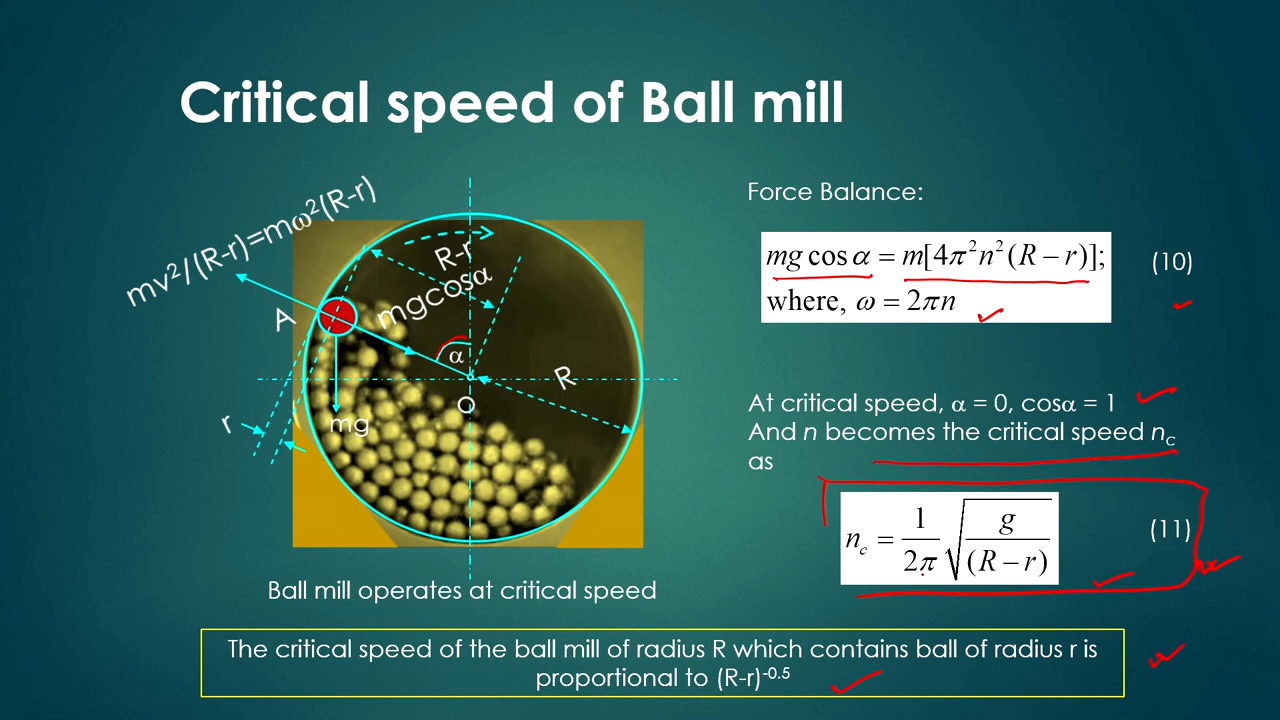 Critical speed of Ball mill
mv²/(R-r)=mω²(R-r)
R-r
mgcosα
A
α
R
O
r
mg
Ball mill operates at critical speed
Force Balance:
mg cos α = m[4π²n²(R − r)];
where, ω = 2πn
(10)
At critical speed, α = 0, cosα = 1
And n becomes the critical speed n_c
as
n_c = 1/2π √(g/(R − r))
(11)
The critical speed of the ball mill of radius R which contains ball of radius r is
proportional to (R-r)^-0.5